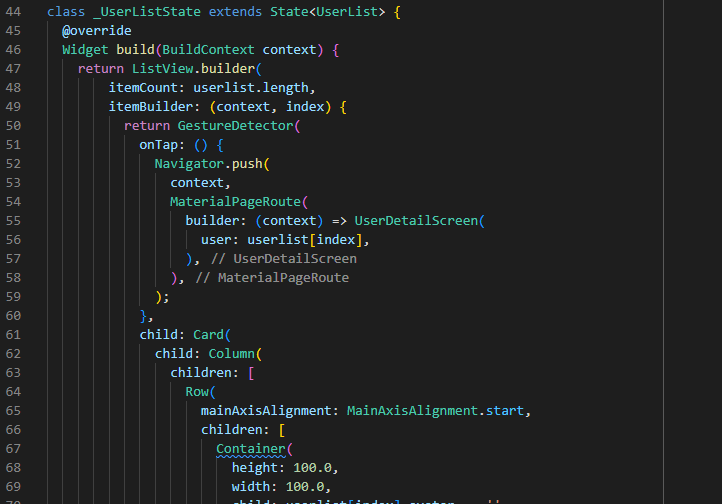 44 class _UserListState extends State<UserList> {
45 @override
46 Widget build(BuildContext context) {
47 return ListView.builder(
48 itemCount: userlist.length,
49 itemBuilder: (context, index) {
50 return GestureDetector(
51 onTap: () {
52 Navigator.push(
53 context,
54 MaterialPageRoute(
55 builder: (context) => UserDetailScreen(
56 user: userlist[index],
57 ), // UserDetailScreen
58 ), // MaterialPageRoute
59 );
60 },
61 child: Card(
62 child: Column(
63 children: [
64 Row(
65 mainAxisAlignment: MainAxisAlignment.start,
66 children: [
67 Container(
68 height: 100.0,
69 width: 100.0,